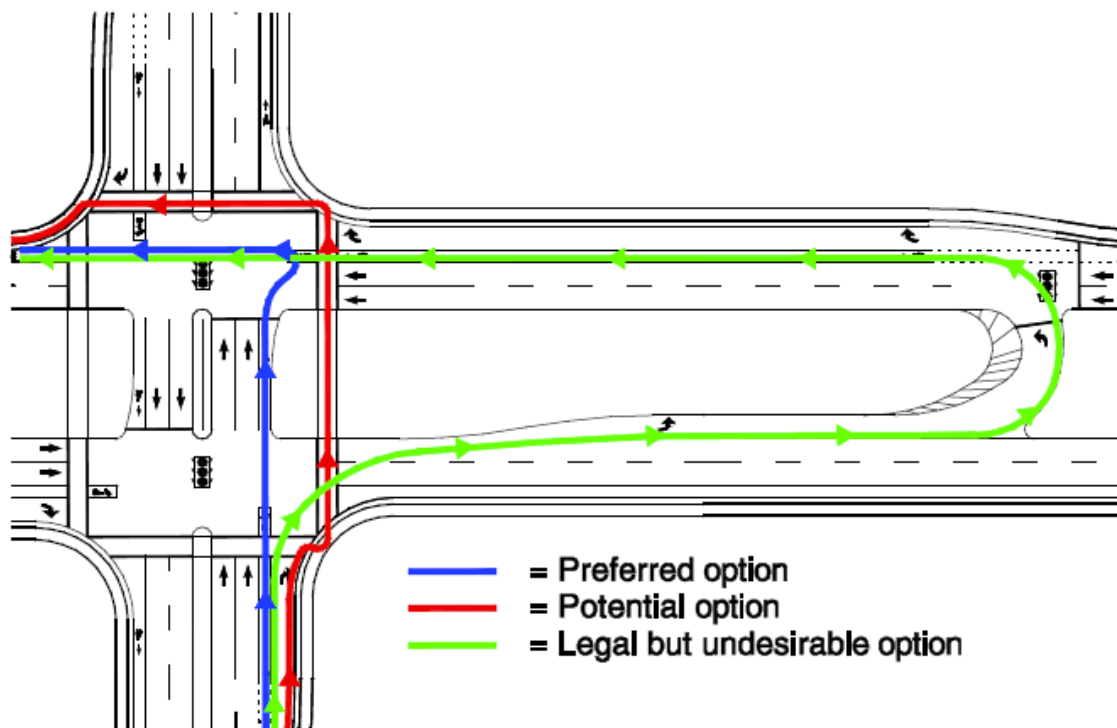 = Preferred option
= Potential option
= Legal but undesirable option